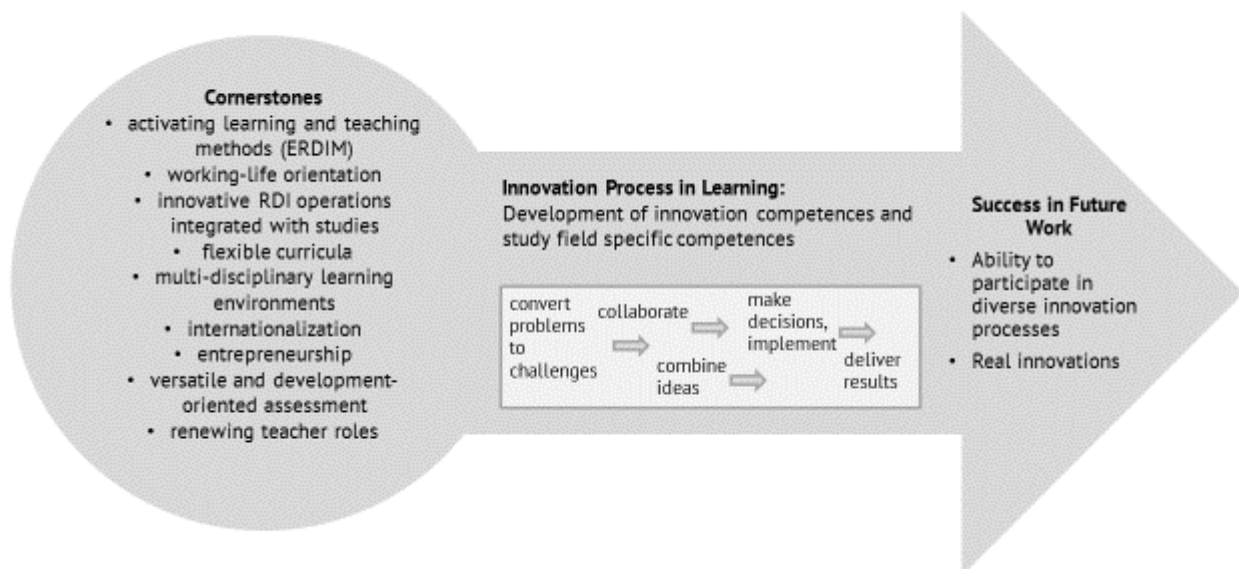 Cornerstones
• activating learning and teaching
methods (ERDIM)
• working-life orientation
• innovative RDI operations
integrated with studies
• flexible curricula
• multi-disciplinary learning
environments
• internationalization
• entrepreneurship
• versatile and development-
oriented assessment
• renewing teacher roles
Innovation Process in Learning:
Development of innovation competences and
study field specific competences
convert
problems
to
challenges
collaborate
combine
ideas
make
decisions,
implement
deliver
results
Success in Future
Work
• Ability to
participate in
diverse innovation
processes
• Real innovations